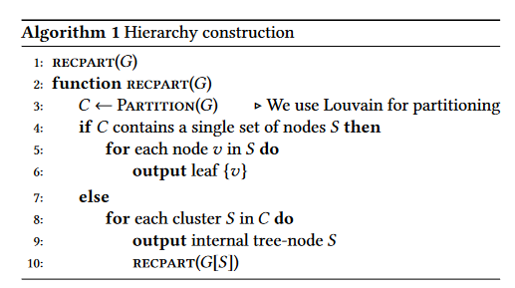 Algorithm 1 Hierarchy construction
1: RECPART(G)
2: function RECPART(G)
3: C ← PARTITION(G) ▷ We use Louvain for partitioning
4: if C contains a single set of nodes S then
5: for each node v in S do
6: output leaf {v}
7: else
8: for each cluster S in C do
9: output internal tree-node S
10: RECPART(G[S])